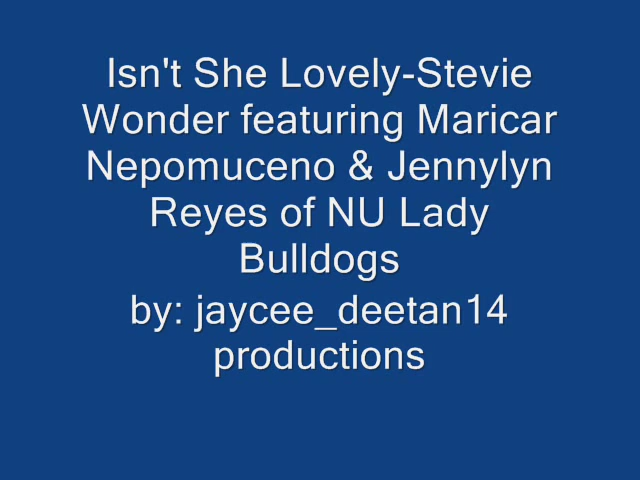 Isn't She Lovely-Stevie
Wonder featuring Maricar
Nepomuceno & Jennylyn
Reyes of NU Lady
Bulldogs
by: jaycee_deetan14
productions